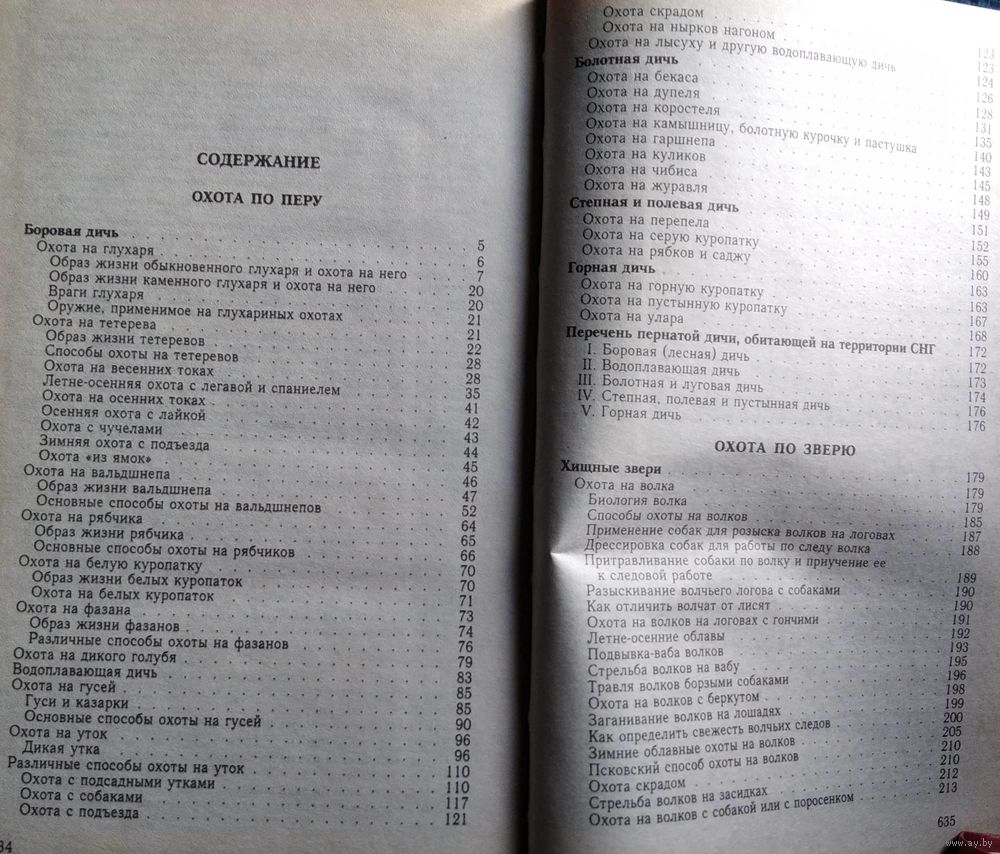 СОДЕРЖАНИЕ
ОХОТА ПО ПЕРУ
Боровая дичь . . . 5
Охота на глухаря . . . 6
Образ жизни обыкновенного глухаря и охота на него . . . 7
Образ жизни каменного глухаря и охота на него . . . 20
Враги глухаря . . . 20
Оружие, применимое на глухариных охотах . . . 21
Охота на тетерева . . . 21
Образ жизни тетеревов . . . 22
Способы охоты на тетеревов . . . 28
Охота на весенних токах . . . 28
Летне-осенняя охота с легавой и спаниелем . . . 35
Охота на осенних токах . . . 41
Осенняя охота с лайкой . . . 42
Охота с чучелами . . . 43
Зимняя охота с подъезда . . . 44
Охота «из ямок» . . . 45
Охота на вальдшнепа . . . 46
Образ жизни вальдшнепа . . . 47
Основные способы охоты на вальдшнепов . . . 52
Охота на рябчика . . . 64
Образ жизни рябчика . . . 65
Основные способы охоты на рябчиков . . . 66
Охота на белую куропатку . . . 70
Образ жизни белых куропаток . . . 70
Охота на белых куропаток . . . 71
Охота на фазана . . . 73
Образ жизни фазанов . . . 74
Различные способы охоты на фазанов . . . 76
Охота на дикого голубя . . . 79
Водоплавающая дичь . . . 83
Охота на гусей . . . 85
Гуси и казарки . . . 85
Основные способы охоты на гусей . . . 90
Охота на уток . . . 96
Дикая утка . . . 96
Различные способы охоты на уток . . . 110
Охота с подсадными утками . . . 110
Охота с собаками . . . 117
Охота с подъезда . . . 121
34
Охота скрадом . . . 123
Охота на нырков нагоном . . . 123
Охота на лысуху и другую водоплавающую дичь . . . 124
Болотная дичь . . . 126
Охота на бекаса . . . 128
Охота на дупеля . . . 131
Охота на коростеля . . . 135
Охота на камышницу, болотную курочку и пастушка . . . 140
Охота на гаршнепа . . . 143
Охота на куликов . . . 145
Охота на чибиса . . . 148
Охота на журавля . . . 149
Степная и полевая дичь . . . 151
Охота на перепела . . . 152
Охота на серую куропатку . . . 155
Охота на рябков и саджу . . . 160
Горная дичь . . . 163
Охота на горную куропатку . . . 163
Охота на пустынную куропатку . . . 167
Охота на улара . . . 168
Перечень пернатой дичи, обитающей на территории СНГ 172
I. Боровая (лесная) дичь . . . 172
II. Водоплавающая дичь . . . 173
III. Болотная и луговая дичь . . . 174
IV. Степная, полевая и пустынная дичь . . . 176
V. Горная дичь . . . 176
ОХОТА ПО ЗВЕРЮ
Хищные звери . . . 179
Охота на волка . . . 179
Биология волка . . . 179
Способы охоты на волков . . . 185
Применение собак для розыска волков на логовах . . . 187
Дрессировка собак для работы по следу волка . . . 188
Притравливание собаки по волку и приучение ее
к следовой работе . . . 189
Разыскивание волчьего логова с собаками . . . 190
Как отличить волчат от лисят . . . 190
Охота на волков на логовах с гончими . . . 191
Летне-осенние облавы . . . 192
Подвывка-ваба волков . . . 193
Стрельба волков на вабу . . . 195
Травля волков борзыми собаками . . . 196
Охота на волков с беркутом . . . 198
Заганивание волков на лошадях . . . 199
Как определить свежесть волчьих следов . . . 200
Зимние облавные охоты на волков . . . 205
Псковский способ охоты на волков . . . 210
Охота скрадом . . . 210
Стрельба волков на засидках . . . 212
Охота на волков с собакой или с поросенком . . . 213
635
www.ay.by